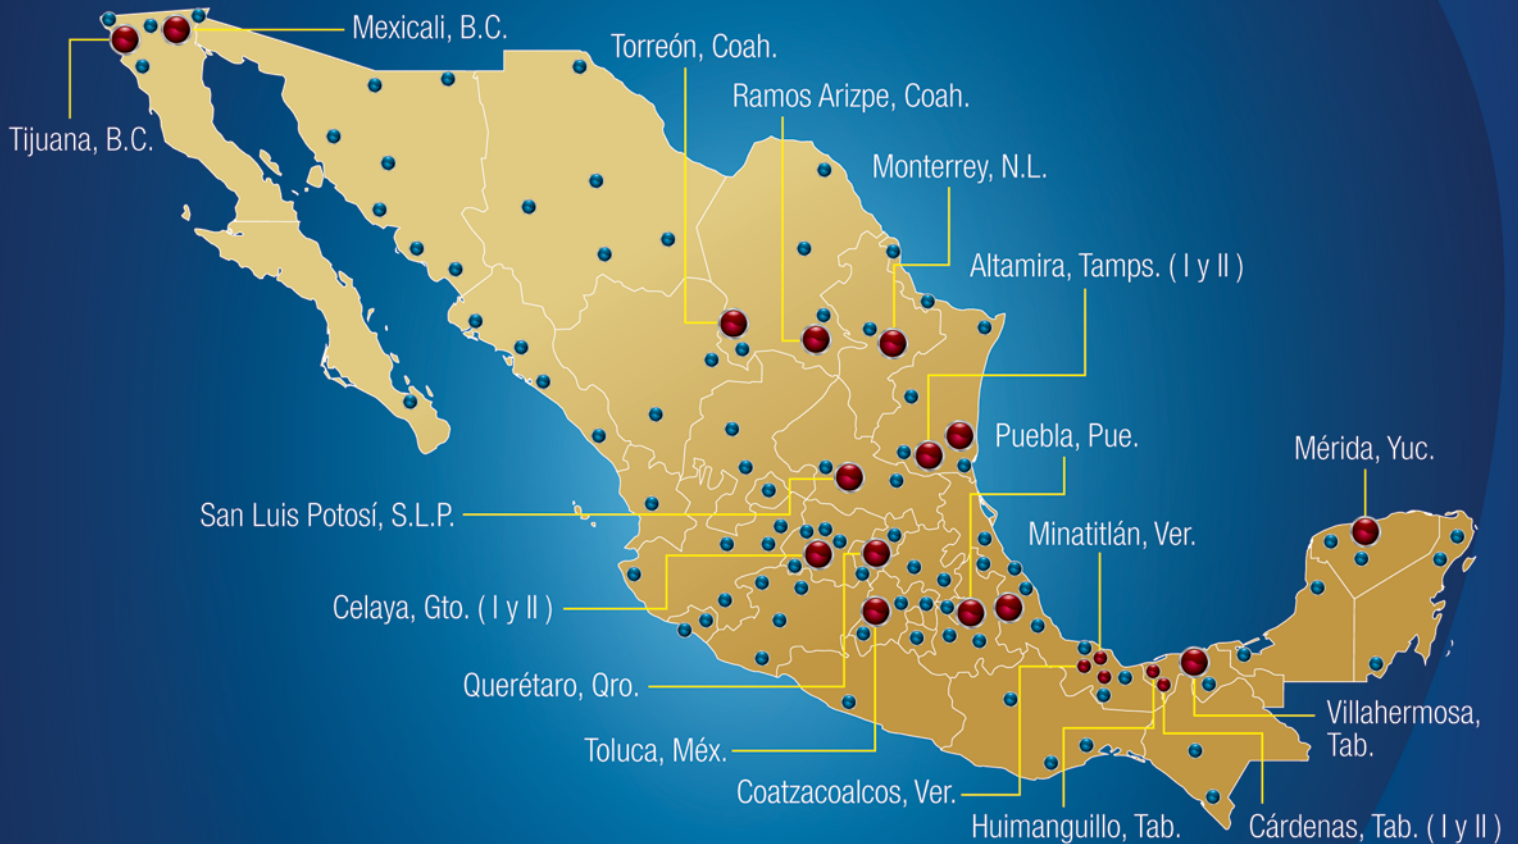 Mexicali, B.C.
Torreón, Coah.
Ramos Arizpe, Coah.
Tijuana, B.C.
Monterrey, N.L.
Altamira, Tamps. ( I y II )
Puebla, Pue.
Mérida, Yuc.
San Luis Potosí, S.L.P.
Minatitlán, Ver.
Celaya, Gto. ( I y II )
Querétaro, Qro.
Villahermosa,
Tab.
Toluca, Méx.
Coatzacoalcos, Ver.
Huimanguillo, Tab.
Cárdenas, Tab. ( I y II )